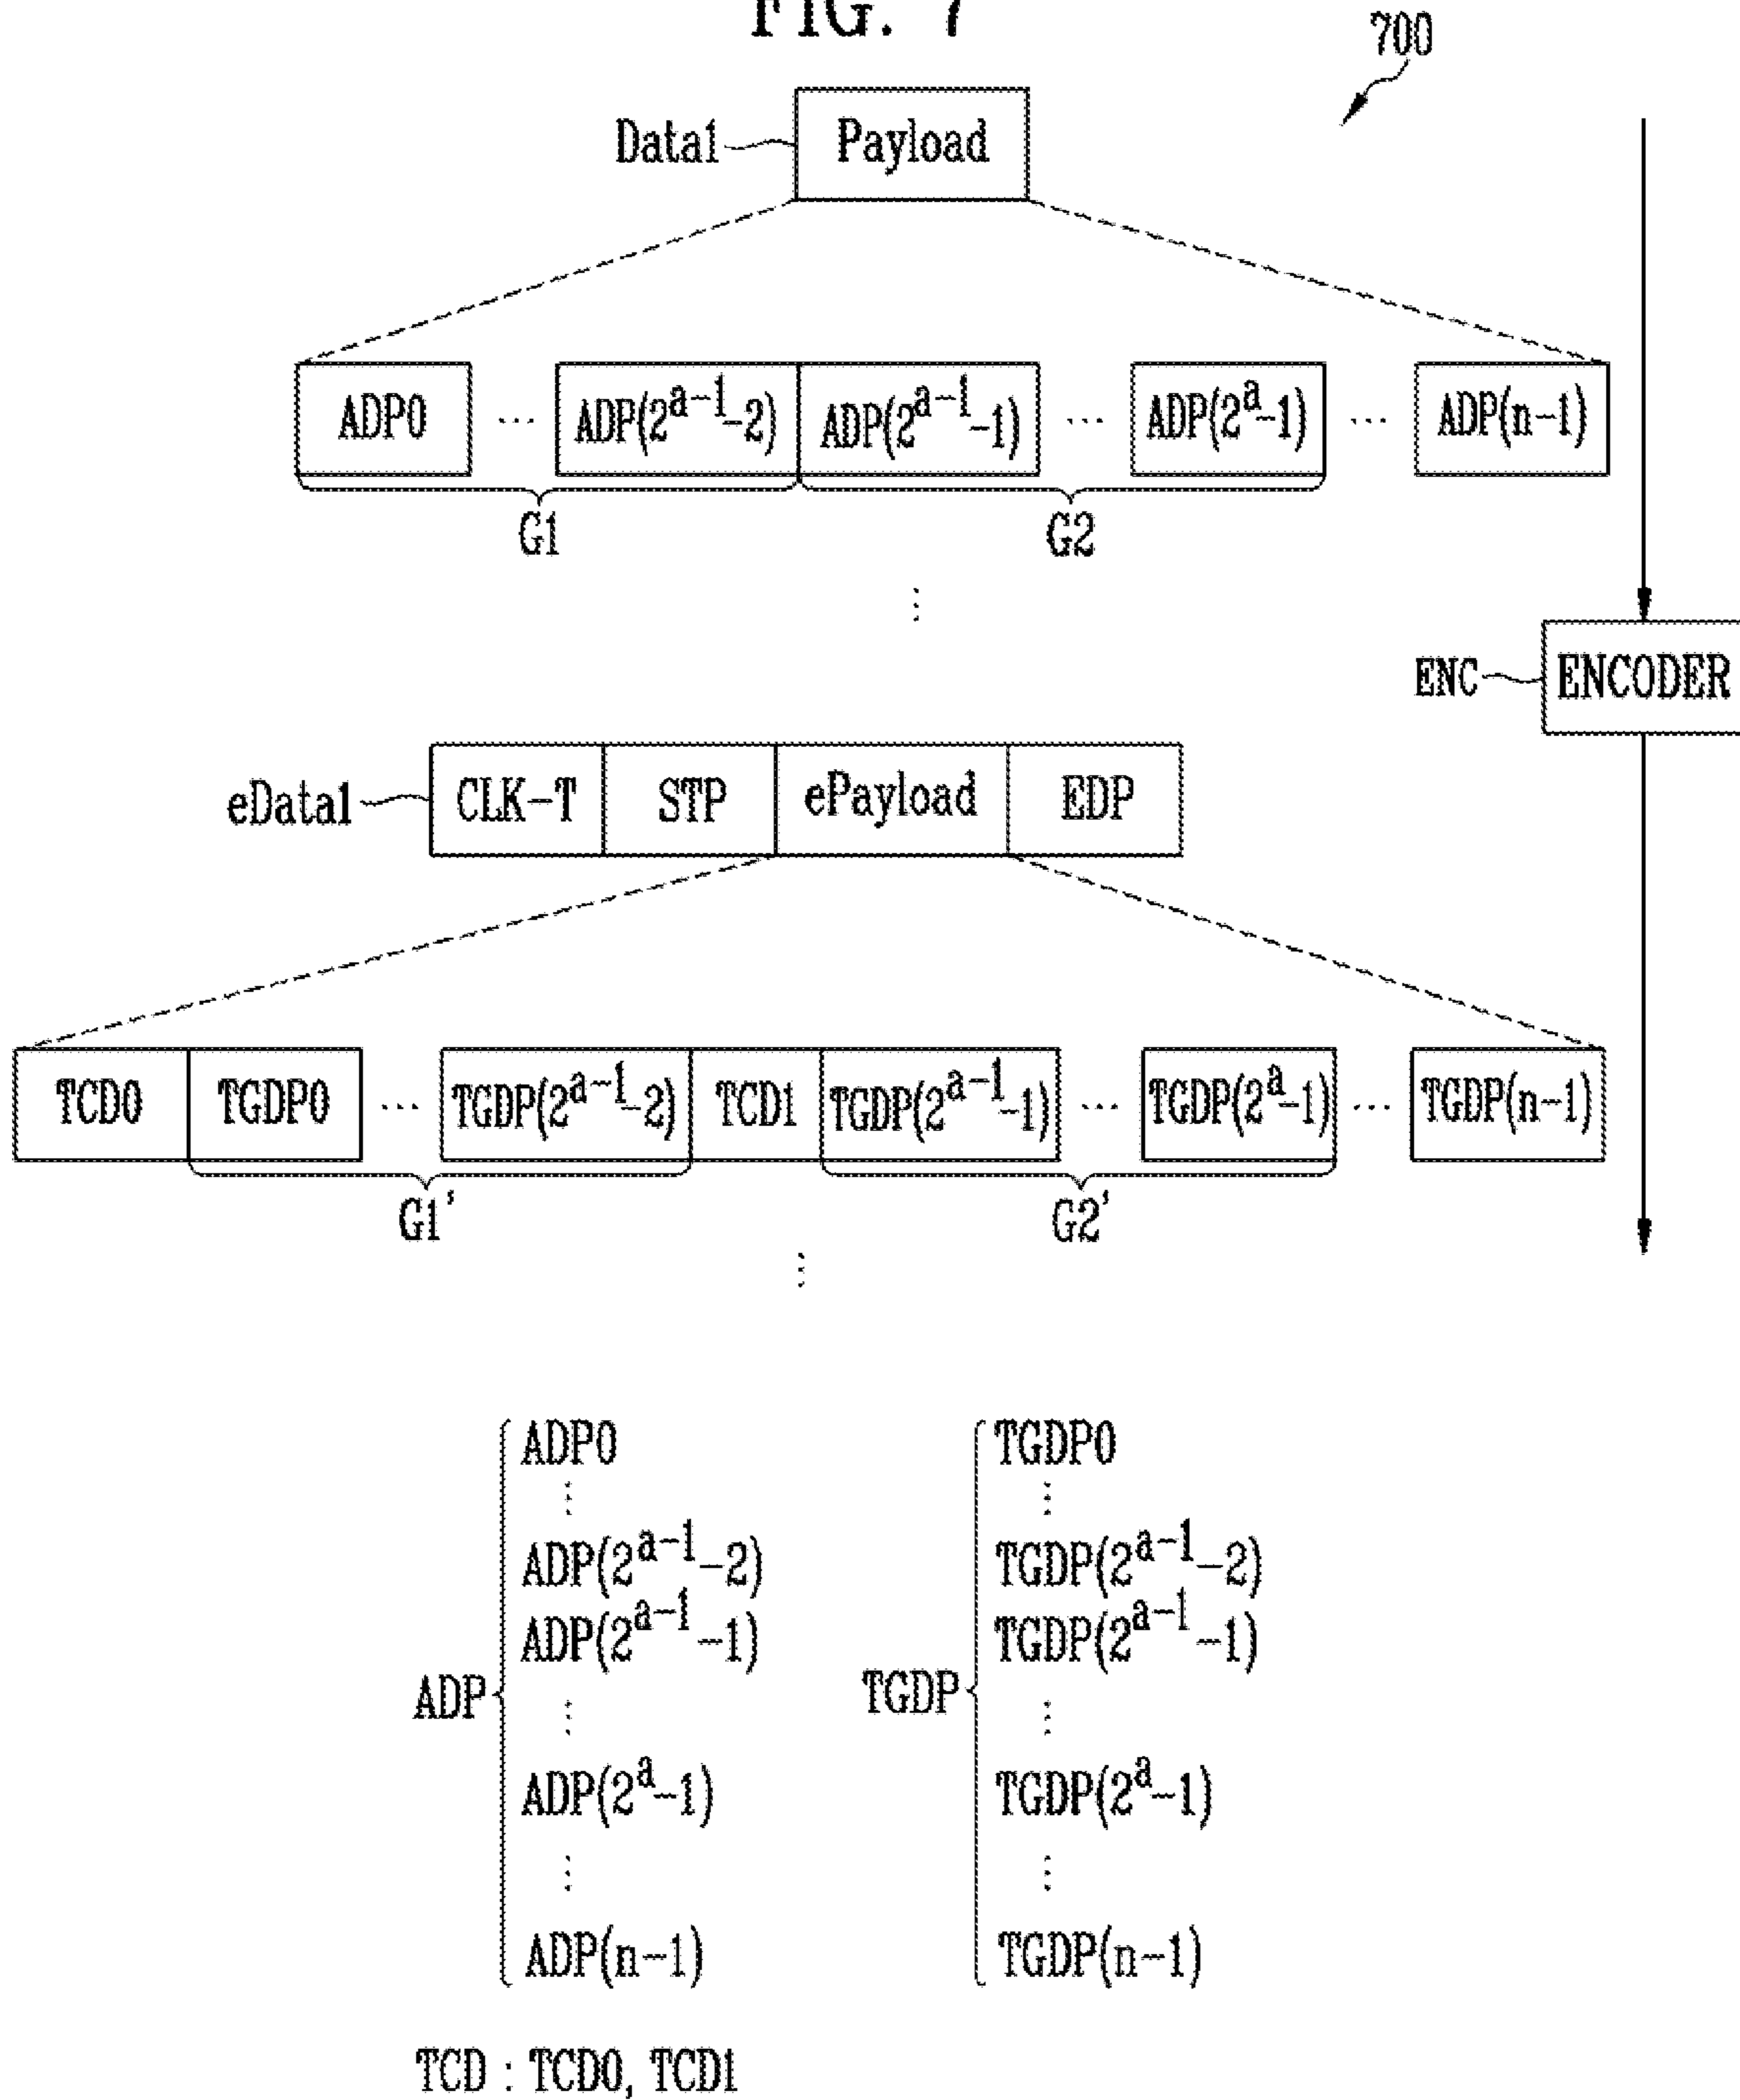 FIG. 7
700
Data1
Payload
ADP0 ... ADP(2^a-1-2) ADP(2^a-1-1) ... ADP(2^a-1) ... ADP(n-1)
G1 G2
⋮
ENC ENCODER
eData1 CLK-T STP ePayload EDP
TCD0 TGDP0 ... TGDP(2^a-1-2) TCD1 TGDP(2^a-1-1) ... TGDP(2^a-1) ... TGDP(n-1)
G1' G2'
⋮
ADP
ADP0
⋮
ADP(2^a-1-2)
ADP(2^a-1-1)
⋮
ADP(2^a-1)
⋮
ADP(n-1)
TGDP
TGDP0
⋮
TGDP(2^a-1-2)
TGDP(2^a-1-1)
⋮
TGDP(2^a-1)
⋮
TGDP(n-1)
TCD : TCD0, TCD1